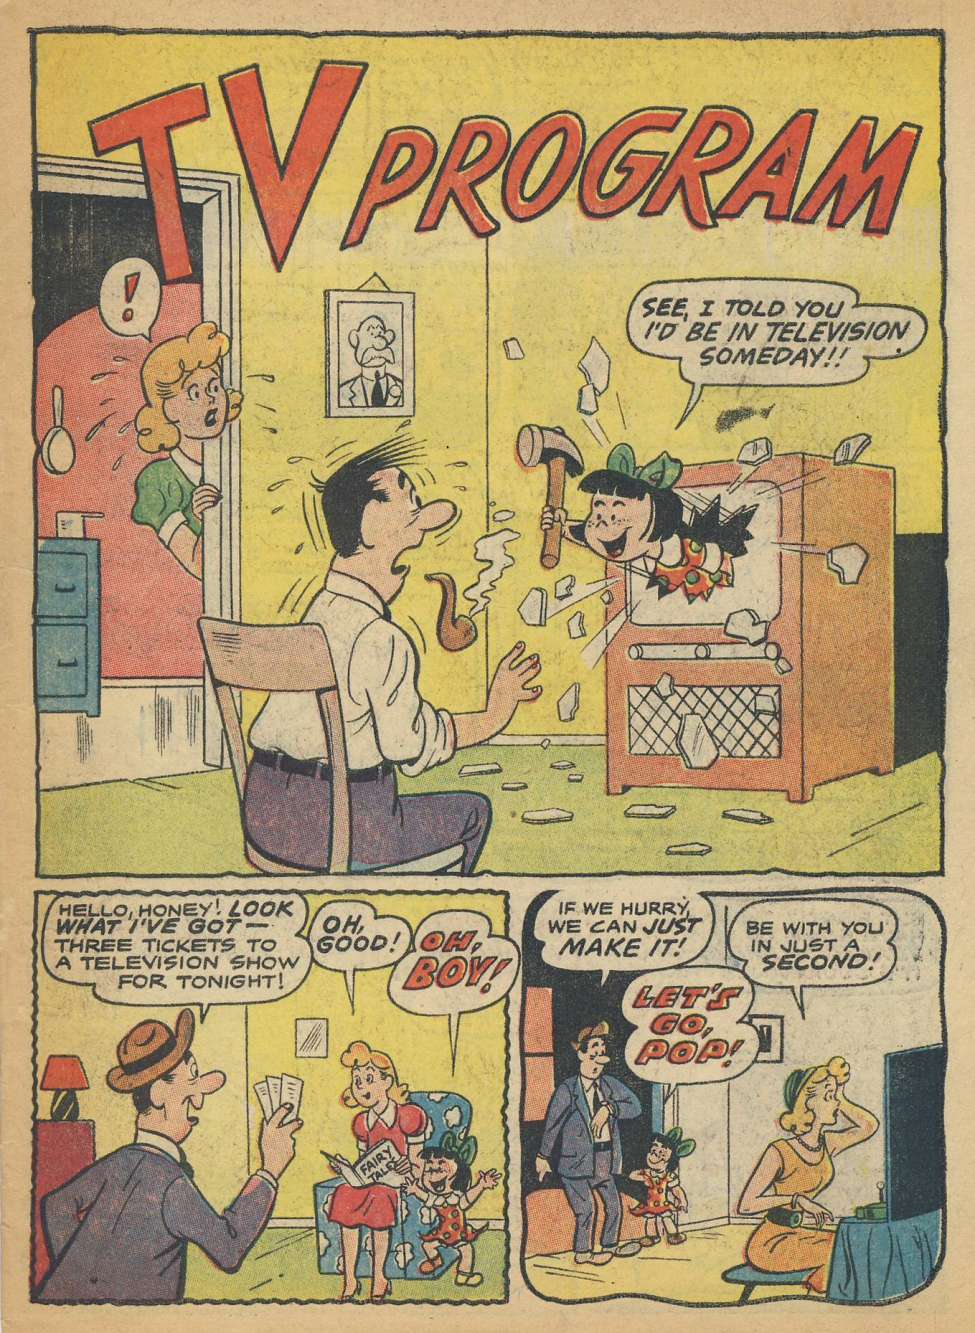 TV PROGRAM
!
SEE, I TOLD YOU
I'D BE IN TELEVISION
SOMEDAY!!
HELLO, HONEY! LOOK
WHAT I'VE GOT—
THREE TICKETS TO
A TELEVISION SHOW
FOR TONIGHT!
OH,
GOOD!
OH,
BOY!
FAIRY
TALES
IF WE HURRY,
WE CAN JUST
MAKE IT!
LET'S
GO,
POP!
BE WITH YOU
IN JUST A
SECOND!